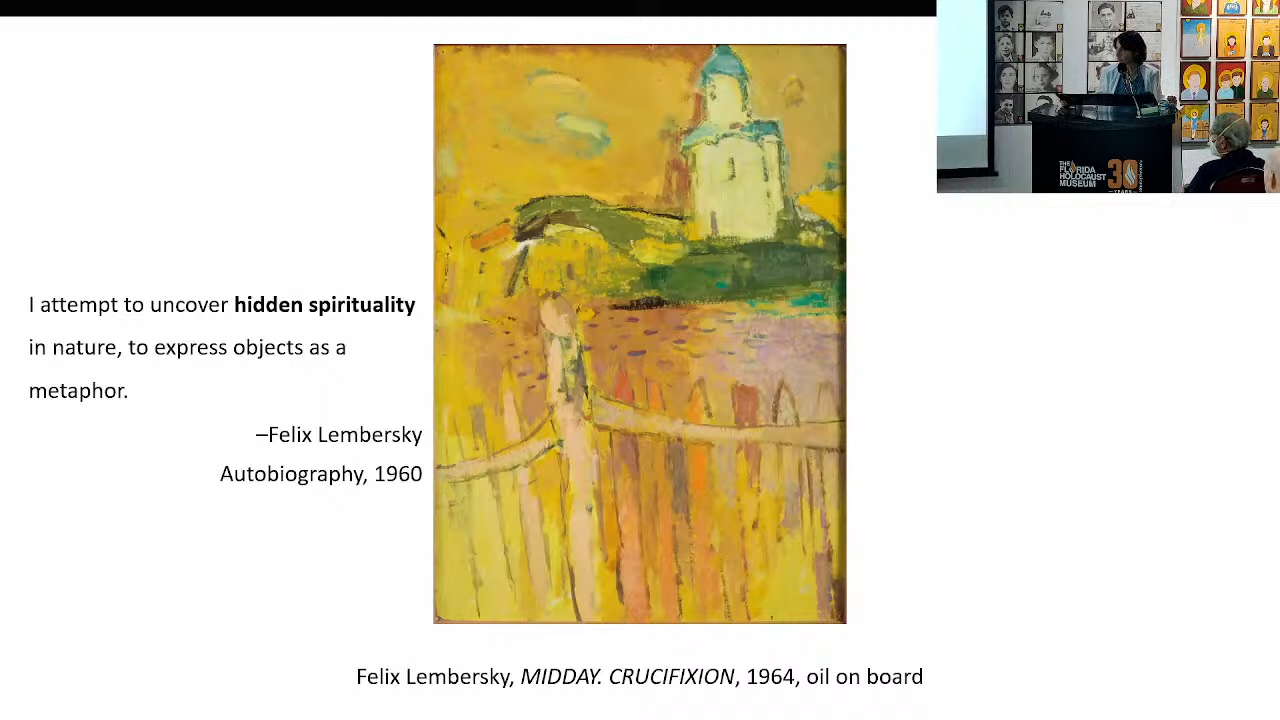 I attempt to uncover hidden spirituality
in nature, to express objects as a
metaphor.
–Felix Lembersky
Autobiography, 1960
Felix Lembersky, MIDDAY. CRUCIFIXION, 1964, oil on board
THE
FLORIDA
HOLOCAUST
MUSEUM
30
YEARS